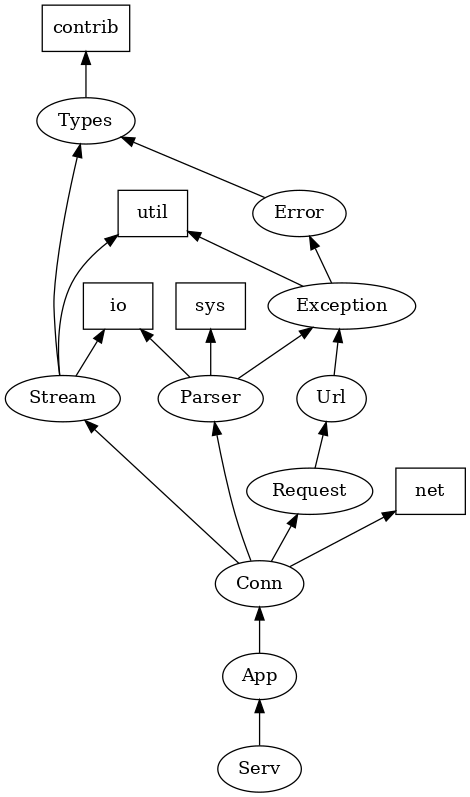 contrib
Types
util
Error
io
sys
Exception
Stream
Parser
Url
Request
net
Conn
App
Serv